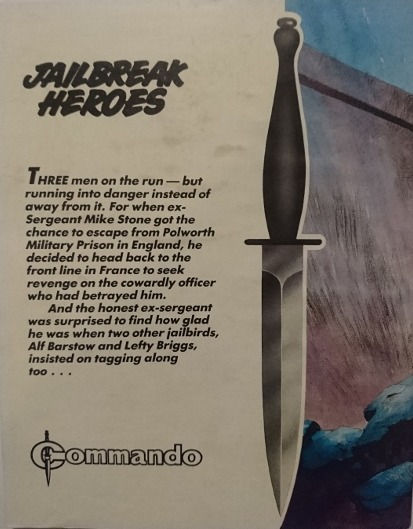 JAILBREAK
HEROES
THREE men on the run — but
running into danger instead of
away from it. For when ex-
Sergeant Mike Stone got the
chance to escape from Polworth
Military Prison in England, he
decided to head back to the
front line in France to seek
revenge on the cowardly officer
who had betrayed him.
And the honest ex-sergeant
was surprised to find how glad
he was when two other jailbirds,
Alf Barstow and Lefty Briggs,
insisted on tagging along
too . . .
Commando